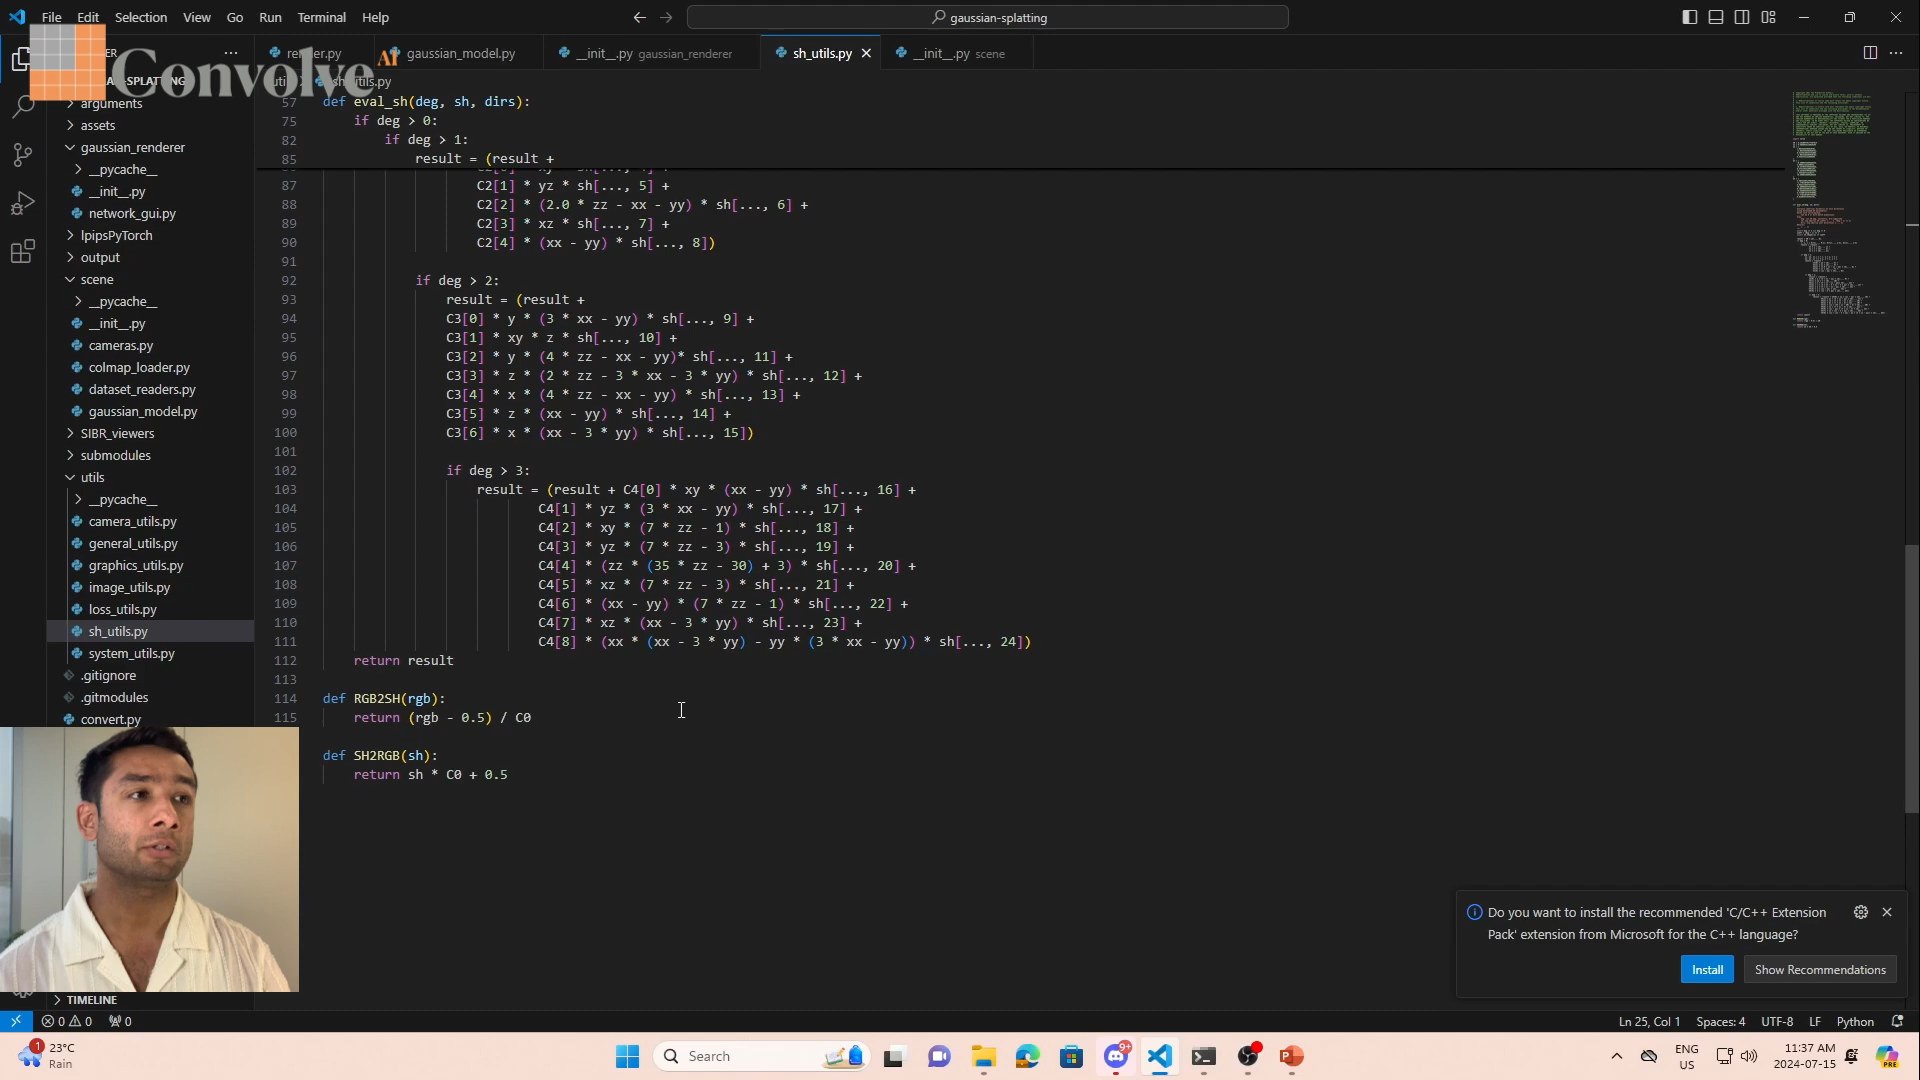 File Edit Selection View Go Run Terminal Help
gaussian-splatting
Convolve AI
render.py
gaussian_model.py
__init__.py gaussian_renderer
sh_utils.py
__init__.py scene
arguments
assets
gaussian_renderer
__pycache__
__init__.py
network_gui.py
lpipsPyTorch
output
scene
__pycache__
__init__.py
cameras.py
colmap_loader.py
dataset_readers.py
gaussian_model.py
SIBR_viewers
submodules
utils
__pycache__
camera_utils.py
general_utils.py
graphics_utils.py
image_utils.py
loss_utils.py
sh_utils.py
system_utils.py
.gitignore
.gitmodules
convert.py
TIMELINE
57 def eval_sh(deg, sh, dirs):
75 if deg > 0:
82 if deg > 1:
85 result = (result +
87 C2[1] * yz * sh[..., 5] +
88 C2[2] * (2.0 * zz - xx - yy) * sh[..., 6] +
89 C2[3] * xz * sh[..., 7] +
90 C2[4] * (xx - yy) * sh[..., 8])
91
92 if deg > 2:
93 result = (result +
94 C3[0] * y * (3 * xx - yy) * sh[..., 9] +
95 C3[1] * xy * z * sh[..., 10] +
96 C3[2] * y * (4 * zz - xx - yy)* sh[..., 11] +
97 C3[3] * z * (2 * zz - 3 * xx - 3 * yy) * sh[..., 12] +
98 C3[4] * x * (4 * zz - xx - yy) * sh[..., 13] +
99 C3[5] * z * (xx - yy) * sh[..., 14] +
100 C3[6] * x * (xx - 3 * yy) * sh[..., 15])
101
102 if deg > 3:
103 result = (result + C4[0] * xy * (xx - yy) * sh[..., 16] +
104 C4[1] * yz * (3 * xx - yy) * sh[..., 17] +
105 C4[2] * xy * (7 * zz - 1) * sh[..., 18] +
106 C4[3] * yz * (7 * zz - 3) * sh[..., 19] +
107 C4[4] * (zz * (35 * zz - 30) + 3) * sh[..., 20] +
108 C4[5] * xz * (7 * zz - 3) * sh[..., 21] +
109 C4[6] * (xx - yy) * (7 * zz - 1) * sh[..., 22] +
110 C4[7] * xz * (xx - 3 * yy) * sh[..., 23] +
111 C4[8] * (xx * (xx - 3 * yy) - yy * (3 * xx - yy)) * sh[..., 24])
112 return result
113
114 def RGB2SH(rgb):
115 return (rgb - 0.5) / C0
def SH2RGB(sh):
return sh * C0 + 0.5
Do you want to install the recommended 'C/C++ Extension
Pack' extension from Microsoft for the C++ language?
Install
Show Recommendations
0 0 0
Ln 25, Col 1 Spaces: 4 UTF-8 LF Python
1
23°C
Rain
Search
9+
ENG
US
11:37 AM
2024-07-15
PRE